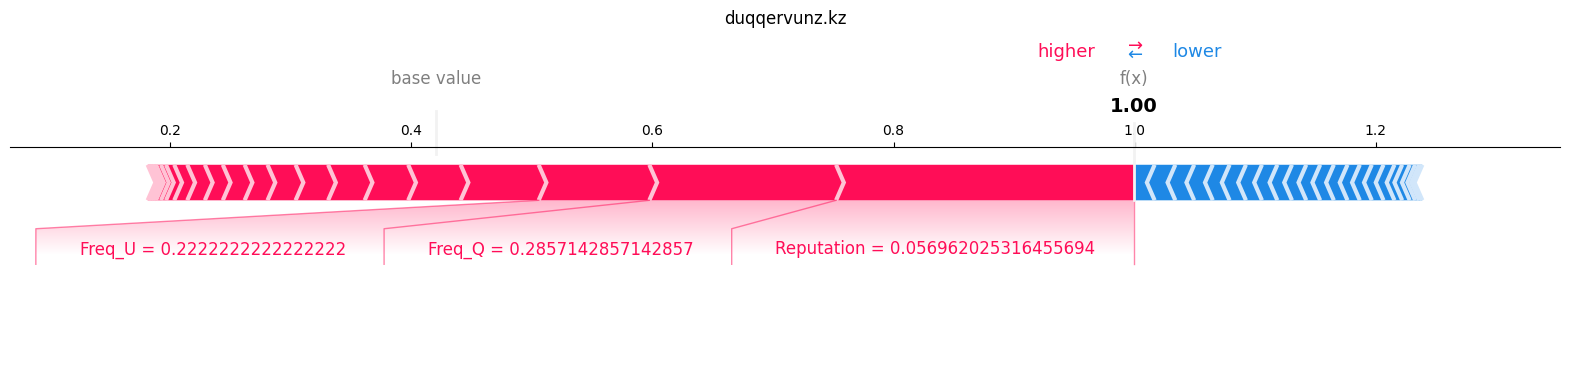 duqqervunz.kz
higher ⇄ lower
base value
f(x)
1.00
0.2 0.4 0.6 0.8 1.0 1.2
Freq_U = 0.2222222222222222
Freq_Q = 0.2857142857142857
Reputation = 0.056962025316455694